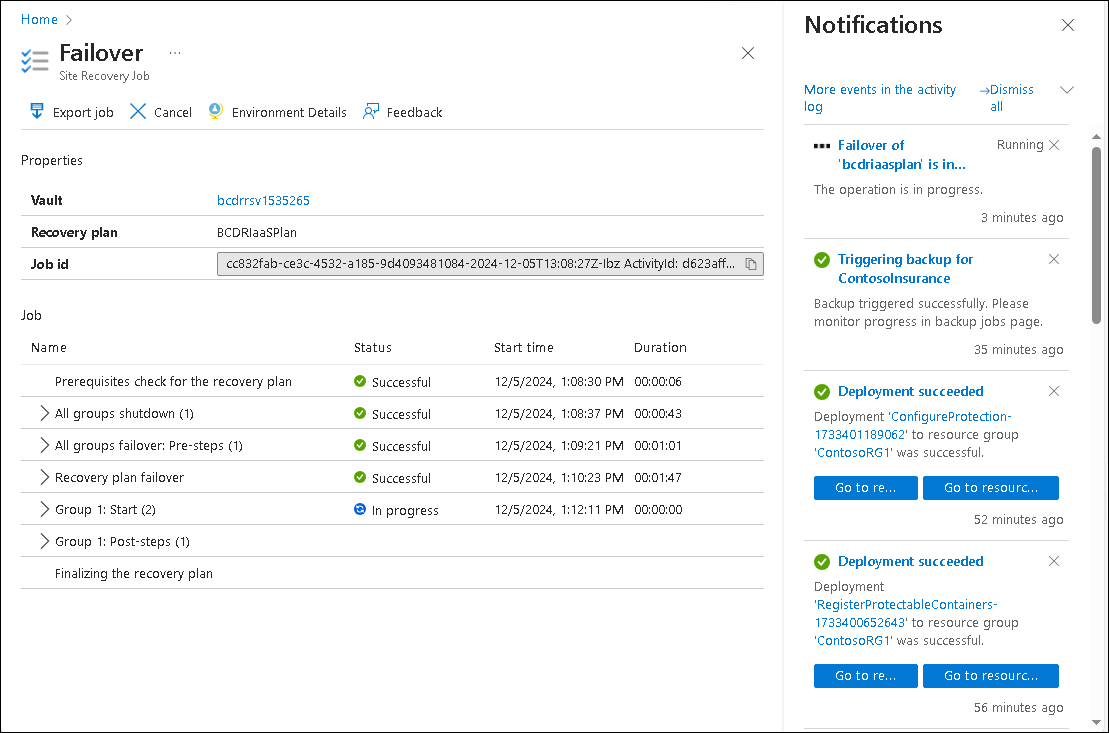 Home
Failover
...
Site Recovery Job
Export job
Cancel
Environment Details
Feedback
Properties
Vault bcdrrsv1535265
Recovery plan BCDRIaaSPlan
Job id cc832fab-ce3c-4532-a185-9d4093481084-2024-12-05T13:08:27Z-Ibz ActivityId: d623aff...
Job
Name Status Start time Duration
Prerequisites check for the recovery plan Successful 12/5/2024, 1:08:30 PM 00:00:06
All groups shutdown (1) Successful 12/5/2024, 1:08:37 PM 00:00:43
All groups failover: Pre-steps (1) Successful 12/5/2024, 1:09:21 PM 00:01:01
Recovery plan failover Successful 12/5/2024, 1:10:23 PM 00:01:47
Group 1: Start (2) In progress 12/5/2024, 1:12:11 PM 00:00:00
Group 1: Post-steps (1)
Finalizing the recovery plan
Notifications
More events in the activity
log
→Dismiss
all
Failover of
'bcdriaasplan' is in...
Running
The operation is in progress.
3 minutes ago
Triggering backup for
ContosoInsurance
Backup triggered successfully. Please
monitor progress in backup jobs page.
35 minutes ago
Deployment succeeded
Deployment 'ConfigureProtection-
1733401189062' to resource group
'ContosoRG1' was successful.
Go to re... Go to resourc...
52 minutes ago
Deployment succeeded
Deployment
'RegisterProtectableContainers-
1733400652643' to resource group
'ContosoRG1' was successful.
Go to re... Go to resourc...
56 minutes ago